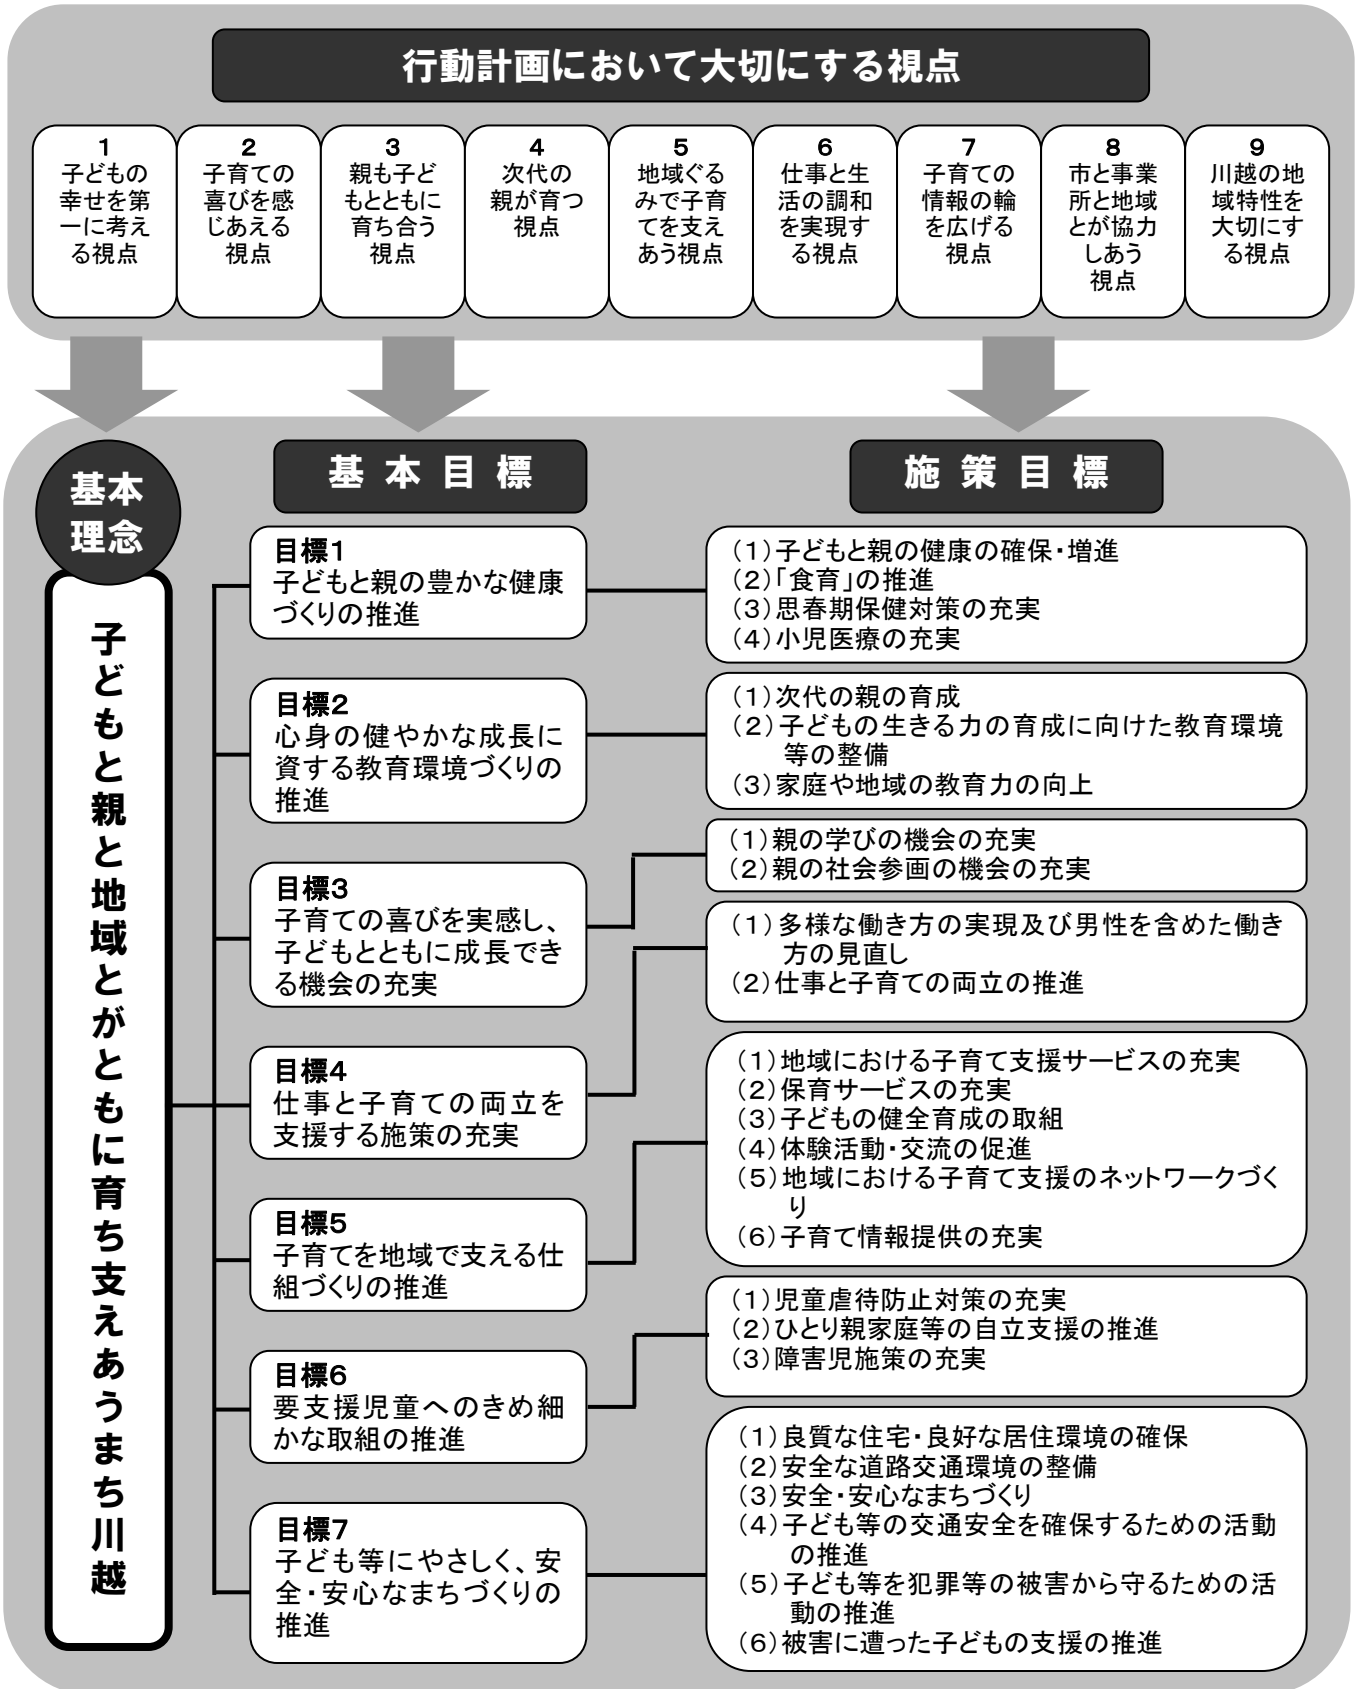 行動計画において大切にする視点
1
子どもの
幸せを第
一に考え
る視点
2
子育ての
喜びを感
じあえる
視点
3
親も子ど
もとともに
育ち合う
視点
4
次代の
親が育つ
視点
5
地域ぐる
みで子育
てを支え
あう視点
6
仕事と生
活の調和
を実現す
る視点
7
子育ての
情報の輪
を広げる
視点
8
市と事業
所と地域
とが協力
しあう
視点
9
川越の地
域特性を
大切にす
る視点
基本
理念
子どもと親と地域とがともに育ち支えあうまち川越
基本目標
施策目標
目標1
子どもと親の豊かな健康
づくりの推進
(1)子どもと親の健康の確保・増進
(2)「食育」の推進
(3)思春期保健対策の充実
(4)小児医療の充実
目標2
心身の健やかな成長に
資する教育環境づくりの
推進
(1)次代の親の育成
(2)子どもの生きる力の育成に向けた教育環境
等の整備
(3)家庭や地域の教育力の向上
目標3
子育ての喜びを実感し、
子どもとともに成長でき
る機会の充実
(1)親の学びの機会の充実
(2)親の社会参画の機会の充実
目標4
仕事と子育ての両立を
支援する施策の充実
(1)多様な働き方の実現及び男性を含めた働き
方の見直し
(2)仕事と子育ての両立の推進
目標5
子育てを地域で支える仕
組づくりの推進
(1)地域における子育て支援サービスの充実
(2)保育サービスの充実
(3)子どもの健全育成の取組
(4)体験活動・交流の促進
(5)地域における子育て支援のネットワークづく
り
(6)子育て情報提供の充実
目標6
要支援児童へのきめ細
かな取組の推進
(1)児童虐待防止対策の充実
(2)ひとり親家庭等の自立支援の推進
(3)障害児施策の充実
目標7
子ども等にやさしく、安
全・安心なまちづくりの
推進
(1)良質な住宅・良好な居住環境の確保
(2)安全な道路交通環境の整備
(3)安全・安心なまちづくり
(4)子ども等の交通安全を確保するための活動
の推進
(5)子ども等を犯罪等の被害から守るための活
動の推進
(6)被害に遭った子どもの支援の推進